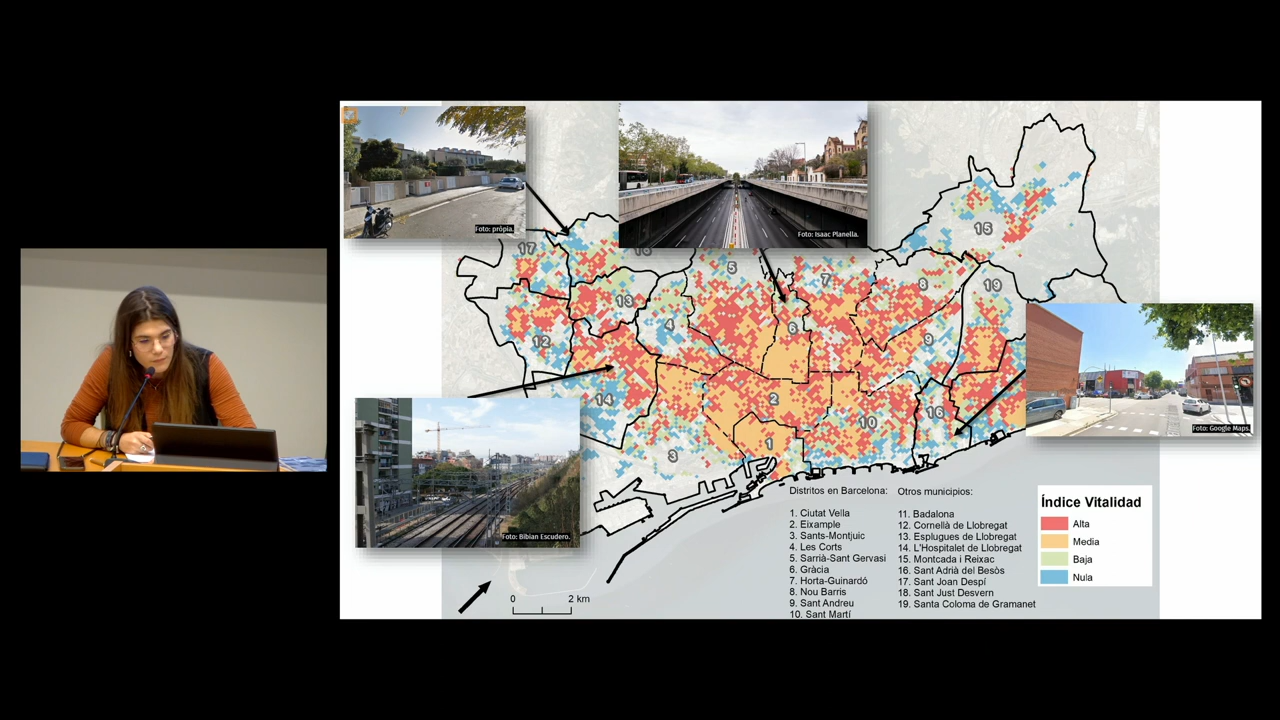 Foto: própia.
Foto: Isaac Planella.
Foto: Google Maps.
Foto: Bibian Escudero.
17
5
7
8
15
19
13
4
6
9
12
14
2
10
16
1
3
Distritos en Barcelona:
1. Ciutat Vella
2. Eixample
3. Sants-Montjuic
4. Les Corts
5. Sarrià-Sant Gervasi
6. Gràcia
7. Horta-Guinardó
8. Nou Barris
9. Sant Andreu
10. Sant Martí
Otros municipios:
11. Badalona
12. Cornellà de Llobregat
13. Esplugues de Llobregat
14. L'Hospitalet de Llobregat
15. Montcada i Reixac
16. Sant Adrià del Besòs
17. Sant Joan Despí
18. Sant Just Desvern
19. Santa Coloma de Gramanet
Índice Vitalidad
Alta
Media
Baja
Nula
0 2 km